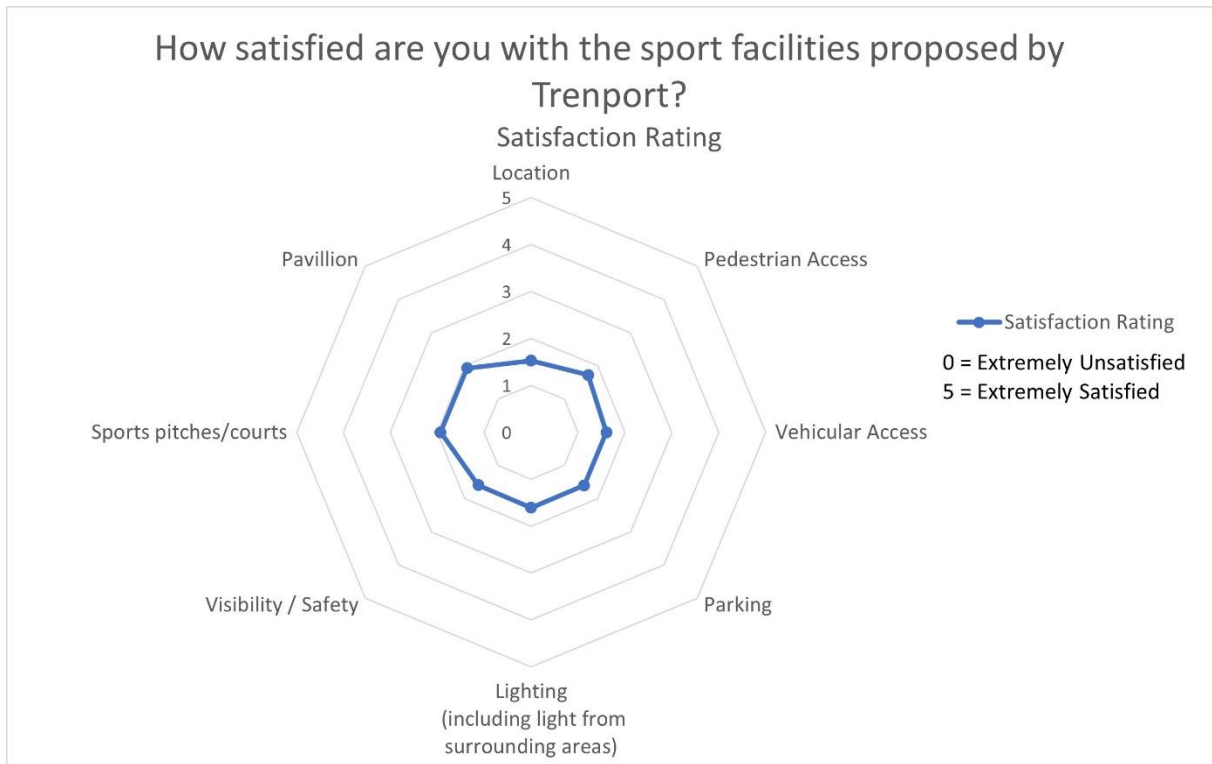 How satisfied are you with the sport facilities proposed by
Trenport?
Satisfaction Rating
Location
5
4
3
2
1
0
Pavillion
Pedestrian Access
Sports pitches/courts
Vehicular Access
Visibility / Safety
Parking
Lighting
(including light from
surrounding areas)
Satisfaction Rating
0 = Extremely Unsatisfied
5 = Extremely Satisfied